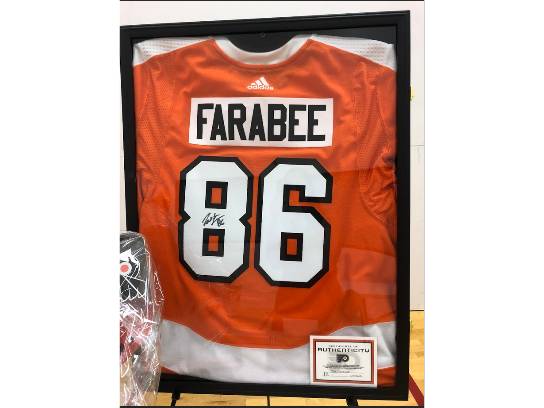 adidas
FARABEE
86
AUTHENTICITY